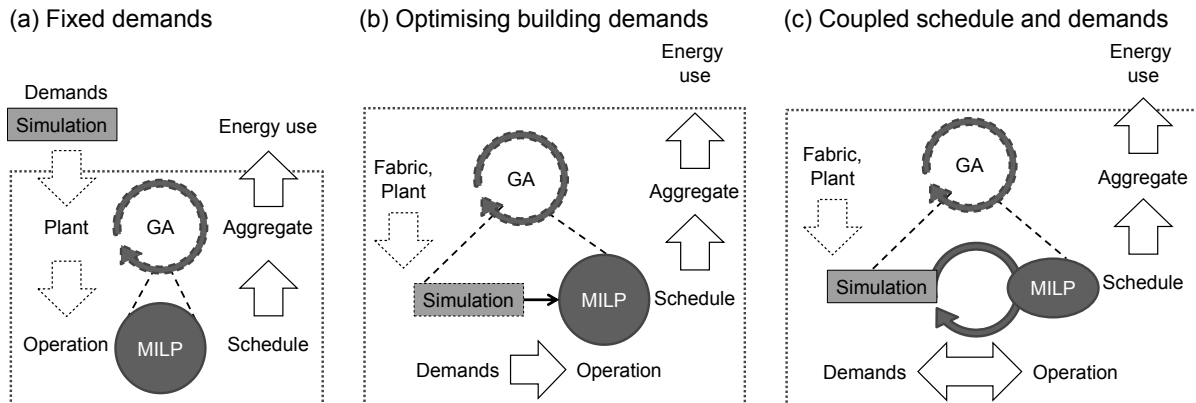 (a) Fixed demands
Demands
Simulation
Energy use
Plant
GA
Aggregate
Operation
MILP
Schedule
(b) Optimising building demands
Energy
use
Fabric,
Plant
GA
Aggregate
Simulation
MILP
Schedule
Demands
Operation
(c) Coupled schedule and demands
Energy
use
Fabric,
Plant
GA
Aggregate
Simulation
MILP
Schedule
Demands
Operation